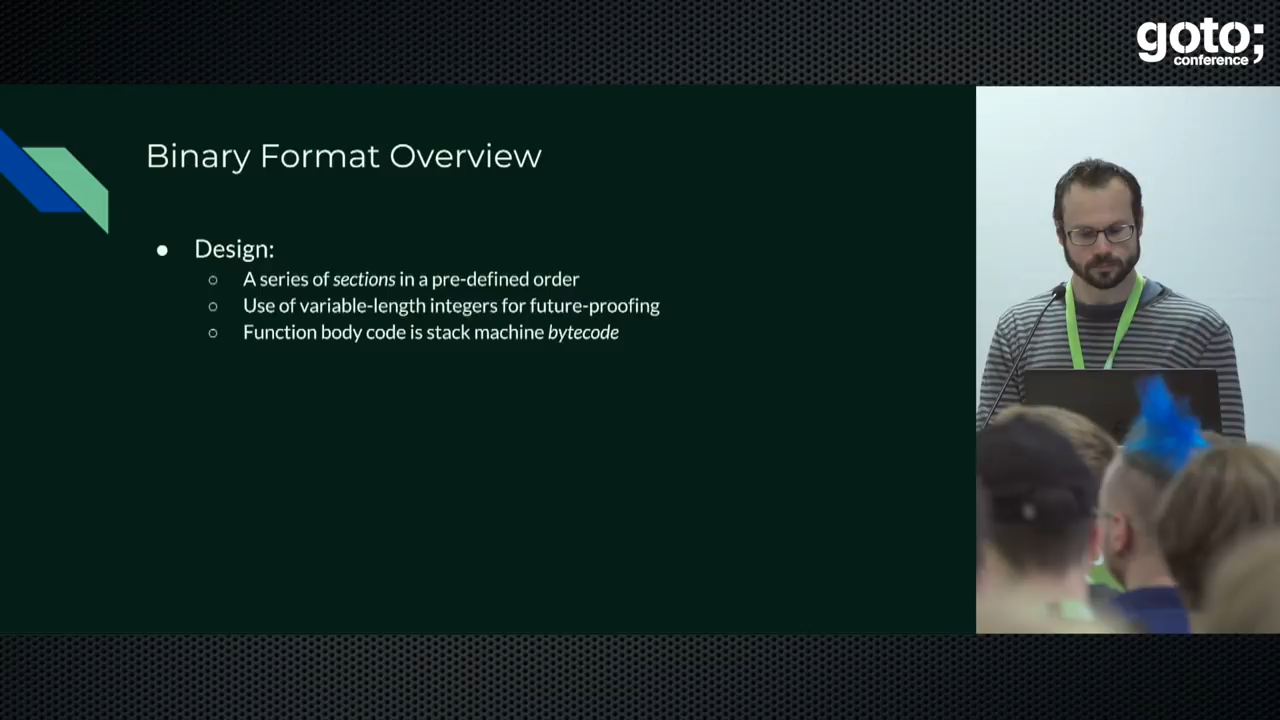 goto;
conference
Binary Format Overview
● Design:
○ A series of sections in a pre-defined order
○ Use of variable-length integers for future-proofing
○ Function body code is stack machine bytecode